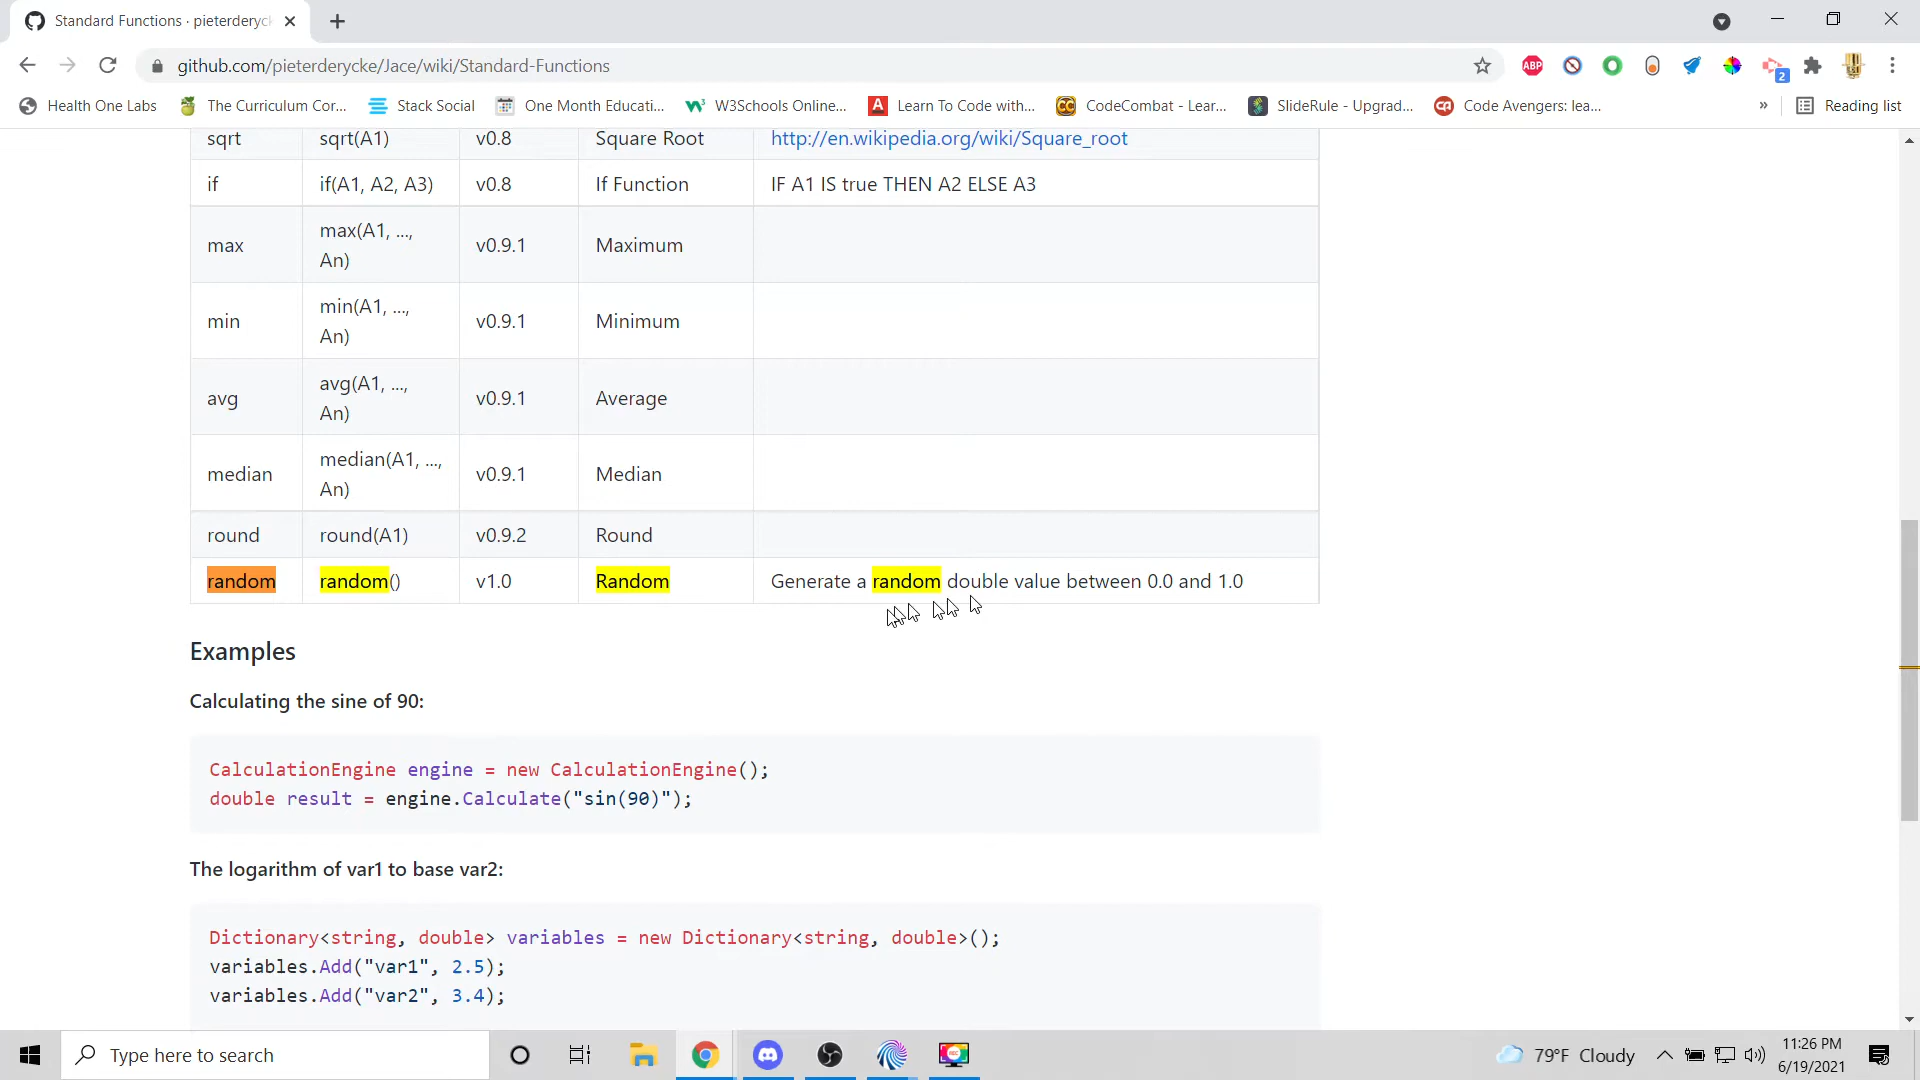 Standard Functions · pieterderyck
github.com/pieterderycke/Jace/wiki/Standard-Functions
ABP
2
Health One Labs
The Curriculum Cor...
Stack Social
One Month Educati...
W3Schools Online...
Learn To Code with...
CodeCombat - Lear...
SlideRule - Upgrad...
Code Avengers: lea...
»
Reading list
sqrt sqrt(A1) v0.8 Square Root http://en.wikipedia.org/wiki/Square_root
if if(A1, A2, A3) v0.8 If Function IF A1 IS true THEN A2 ELSE A3
max max(A1, ..., An) v0.9.1 Maximum
min min(A1, ..., An) v0.9.1 Minimum
avg avg(A1, ..., An) v0.9.1 Average
median median(A1, ..., An) v0.9.1 Median
round round(A1) v0.9.2 Round
random random() v1.0 Random Generate a random double value between 0.0 and 1.0
Examples
Calculating the sine of 90:
CalculationEngine engine = new CalculationEngine();
double result = engine.Calculate("sin(90)");
The logarithm of var1 to base var2:
Dictionary<string, double> variables = new Dictionary<string, double>();
variables.Add("var1", 2.5);
variables.Add("var2", 3.4);
Type here to search
79°F Cloudy
11:26 PM
6/19/2021